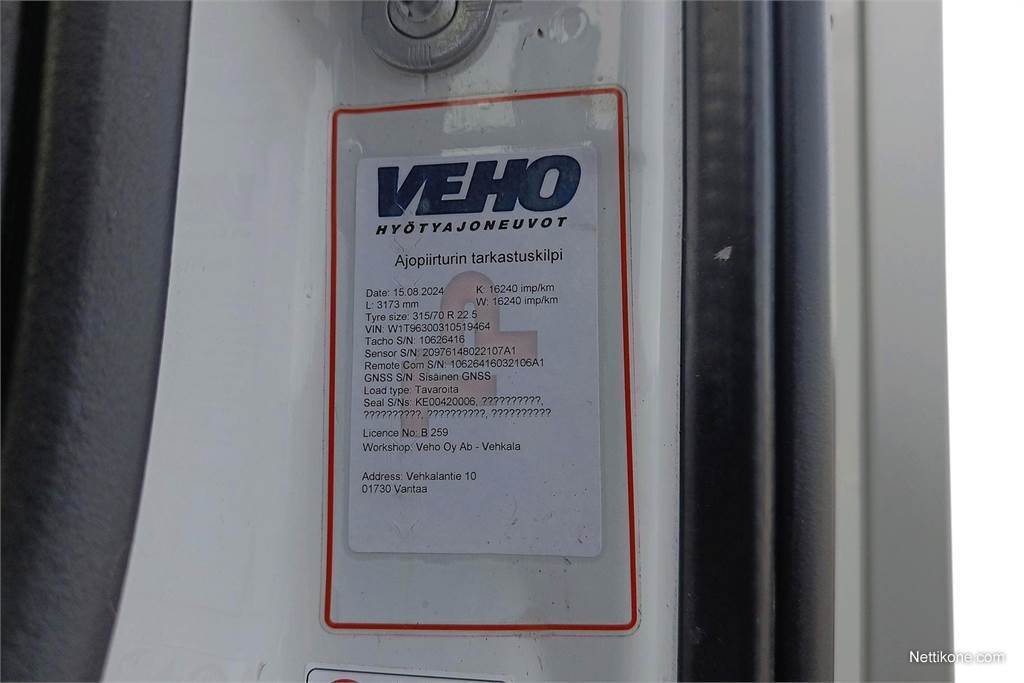 VEHO
HYÖTYAJONEUVOT
Ajopiirturin tarkastuskilpi
Date: 15.08.2024 K: 16240 imp/km
L: 3173 mm W: 16240 imp/km
Tyre size: 315/70 R 22.5
VIN: W1T96300310519464
Tacho S/N: 10626416
Sensor S/N: 20976148022107A1
Remote Com S/N: 10626416032106A1
GNSS S/N: Sisäinen GNSS
Load type: Tavaroita
Seal S/Ns: KE00420006, ??????????,
??????????, ??????????, ??????????
Licence No: B 259
Workshop: Veho Oy Ab - Vehkala
Address: Vehkalantie 10
01730 Vantaa
Nettikone.com